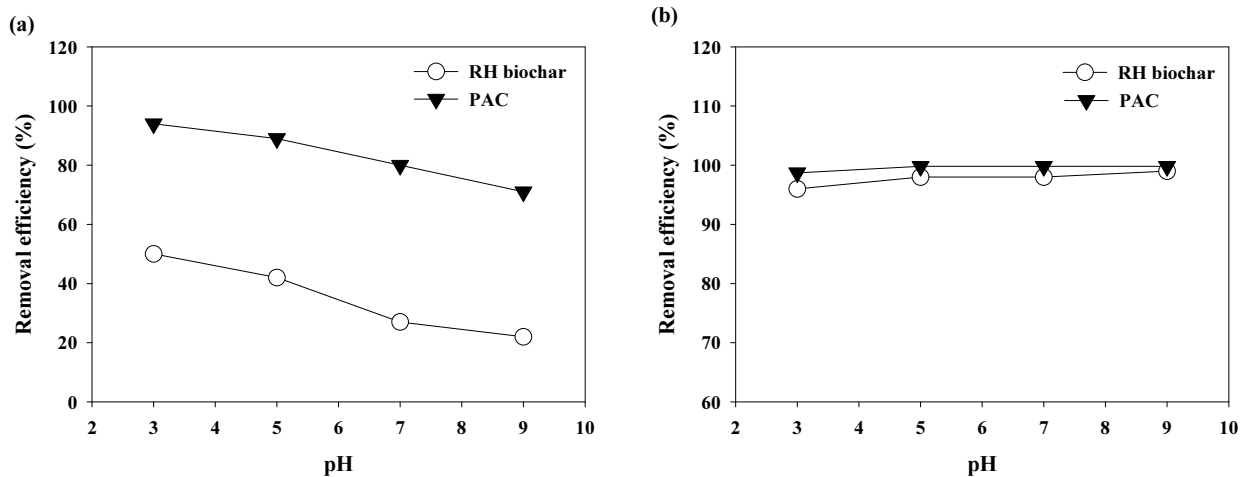 (a)
120
100
80
60
40
20
0
Removal efficiency (%)
RH biochar
PAC
2 3 4 5 6 7 8 9 10
pH
(b)
120
110
100
90
80
70
60
Removal efficiency (%)
RH biochar
PAC
2 3 4 5 6 7 8 9 10
pH